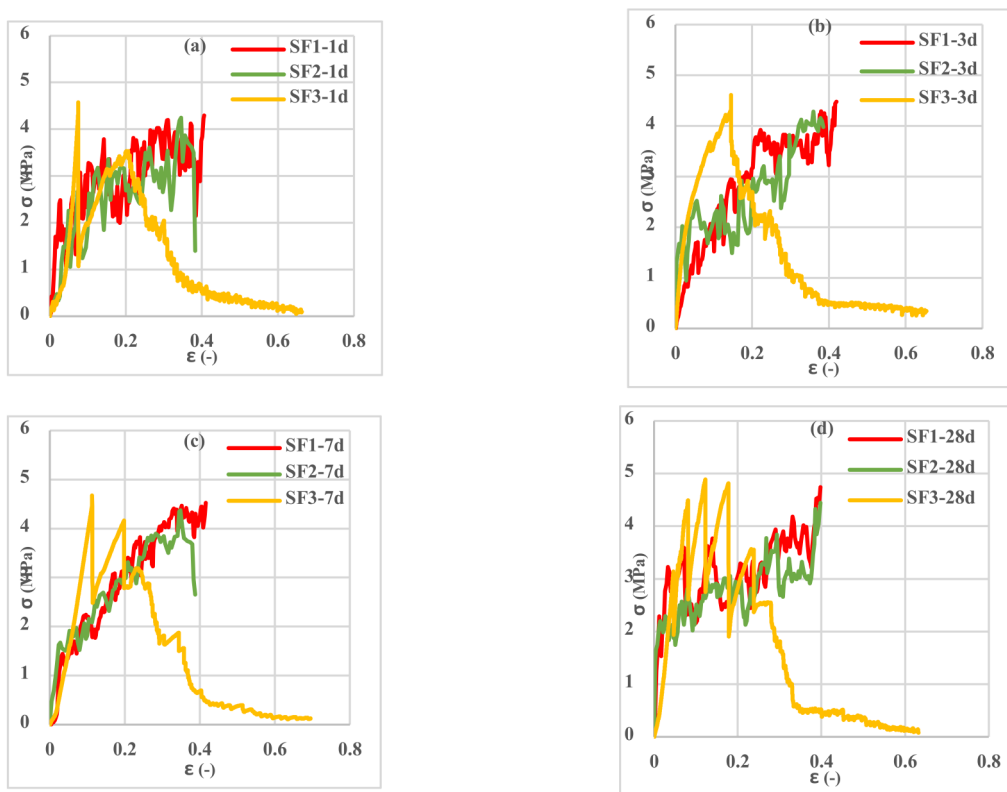 (a)
SF1-1d
SF2-1d
SF3-1d
6
5
4
3
2
1
0
σ (MPa)
0
0.2
0.4
0.6
0.8
ε (-)
(b)
SF1-3d
SF2-3d
SF3-3d
6
5
4
3
2
1
0
σ (MPa)
0
0.2
0.4
0.6
0.8
ε (-)
(c)
SF1-7d
SF2-7d
SF3-7d
6
5
4
3
2
1
0
σ (MPa)
0
0.2
0.4
0.6
0.8
ε (-)
(d)
SF1-28d
SF2-28d
SF3-28d
6
5
4
3
2
1
0
σ (MPa)
0
0.2
0.4
0.6
0.8
ε (-)